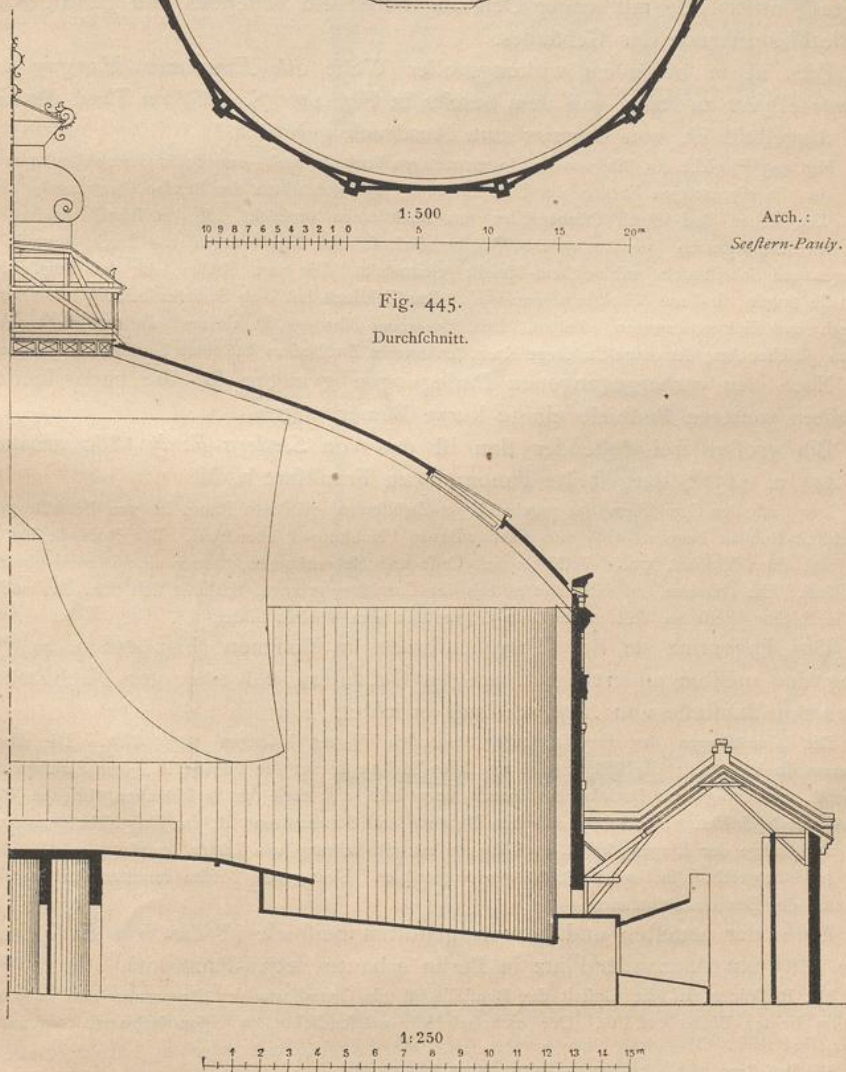 1:500
10 9 8 7 6 5 4 3 2 1 0 5 10 15 20m
Arch.:
Seeſtern-Pauly.
Fig. 445.
Durchſchnitt.
1:250
1 2 3 4 5 6 7 8 9 10 11 12 13 14 15m